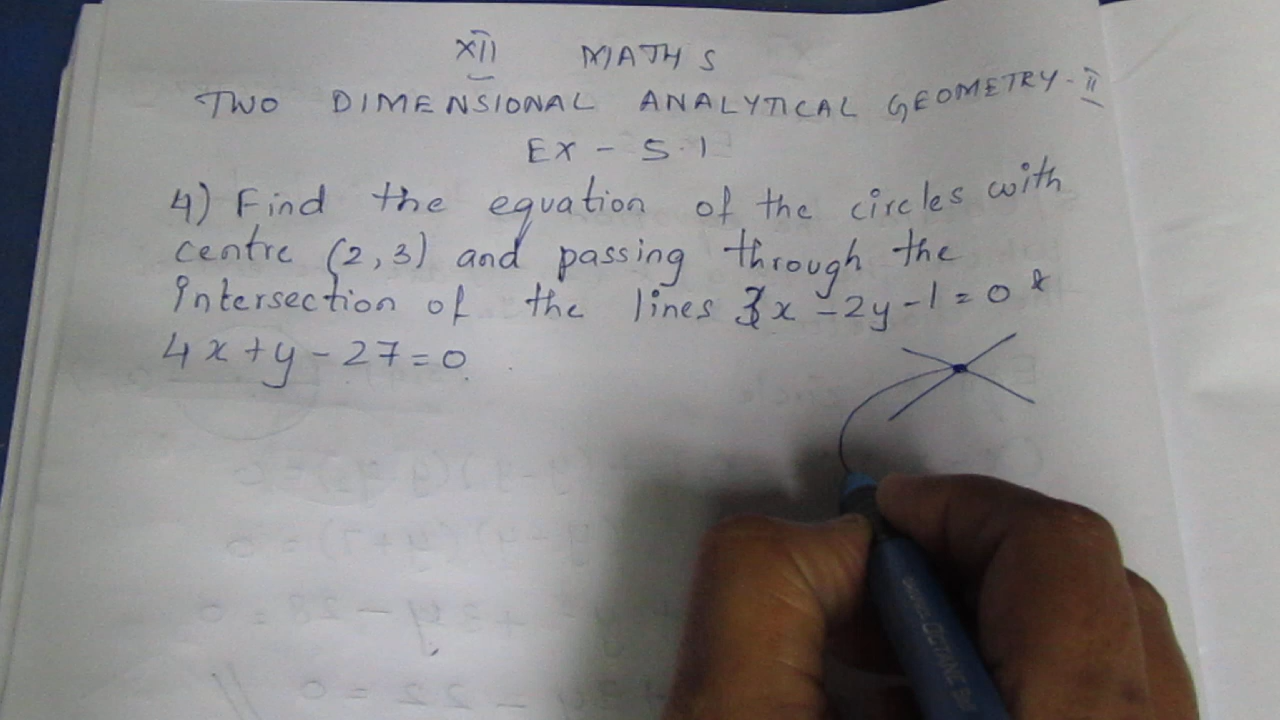 XII MATHS
TWO DIMENSIONAL ANALYTICAL GEOMETRY - II
EX - 5.1
4) Find the equation of the circles with
centre (2,3) and passing through the
intersection of the lines 3x - 2y - 1 = 0 &
4x + y - 27 = 0.
OCTANE